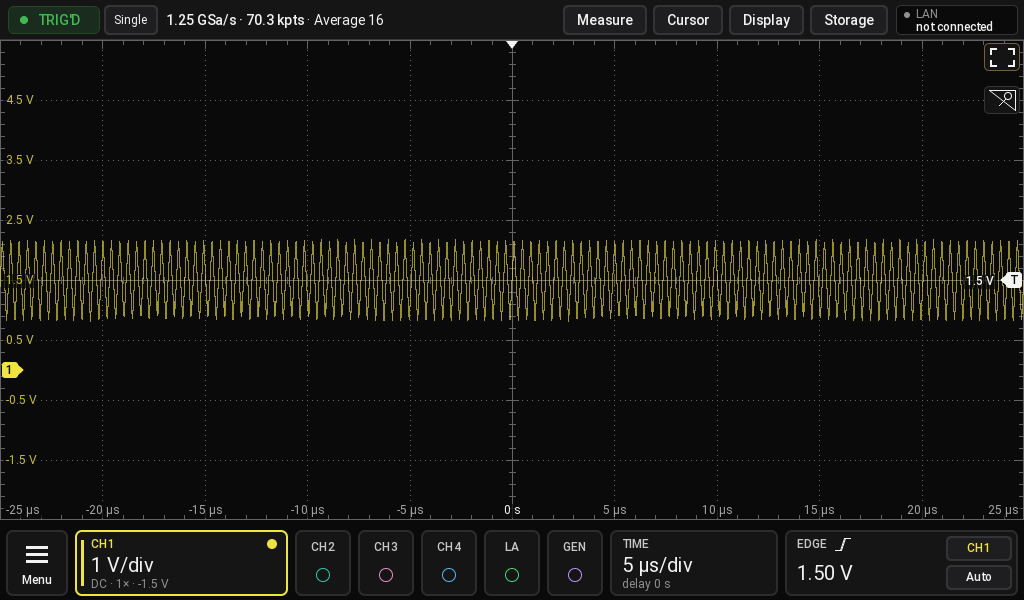 TRIG'D
Single
1.25 GSa/s · 70.3 kpts · Average 16
Measure
Cursor
Display
Storage
LAN
not connected
4.5 V
3.5 V
2.5 V
1.5 V
1.5 V
T
0.5 V
1
-0.5 V
-1.5 V
-25 µs
-20 µs
-15 µs
-10 µs
-5 µs
0 s
5 µs
10 µs
15 µs
20 µs
25 µs
Menu
CH1
1 V/div
DC · 1× · -1.5 V
CH2
CH3
CH4
LA
GEN
TIME
5 µs/div
delay 0 s
EDGE
1.50 V
CH1
Auto